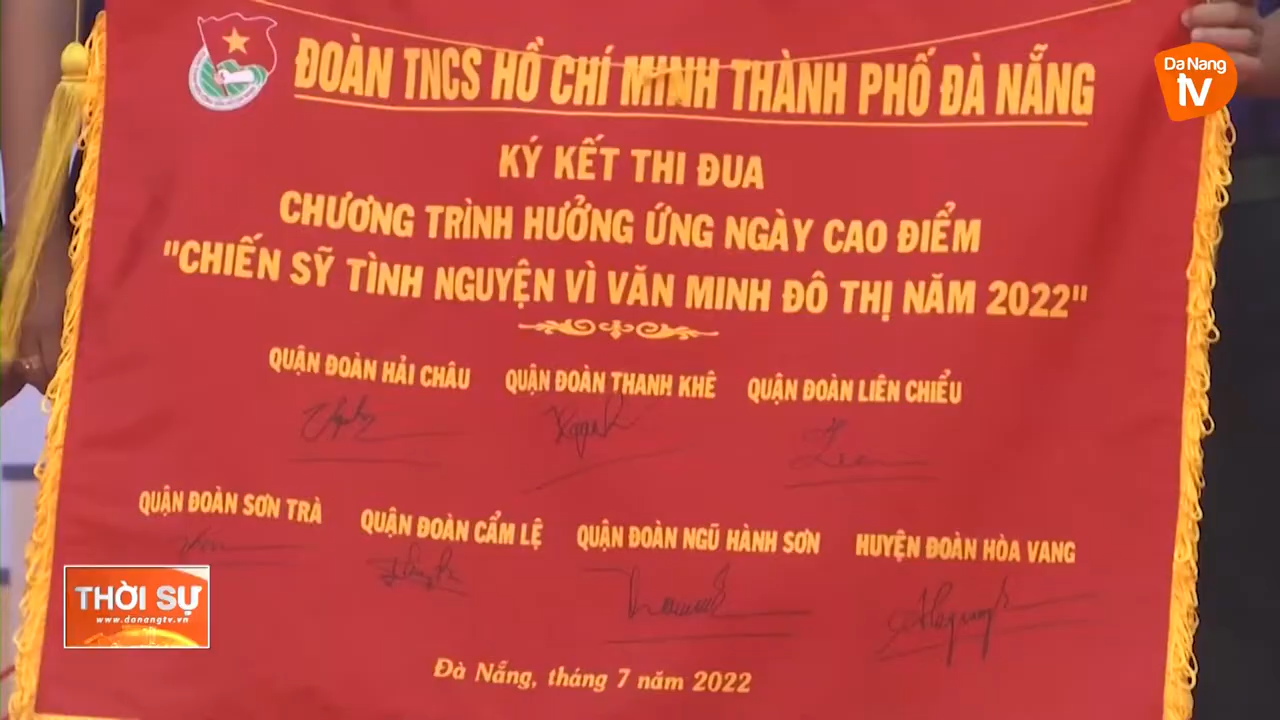 ĐOÀN TNCS HỒ CHÍ MINH THÀNH PHỐ ĐÀ NẴNG
Da Nang
tv
KÝ KẾT THI ĐUA
CHƯƠNG TRÌNH HƯỞNG ỨNG NGÀY CAO ĐIỂM
"CHIẾN SỸ TÌNH NGUYỆN VÌ VĂN MINH ĐÔ THỊ NĂM 2022"
QUẬN ĐOÀN HẢI CHÂU QUẬN ĐOÀN THANH KHÊ QUẬN ĐOÀN LIÊN CHIỂU
QUẬN ĐOÀN SƠN TRÀ QUẬN ĐOÀN CẨM LỆ QUẬN ĐOÀN NGŨ HÀNH SƠN HUYỆN ĐOÀN HÒA VANG
THỜI SỰ
www.danangtv.vn
Đà Nẵng, tháng 7 năm 2022